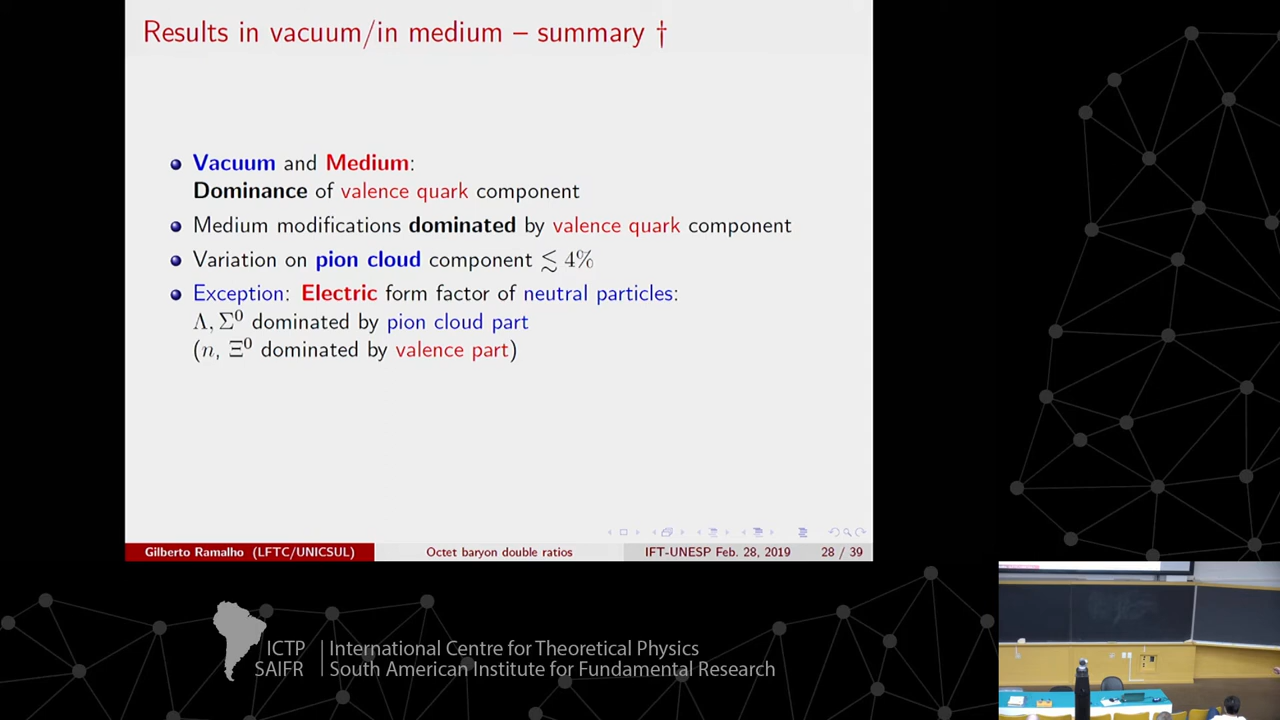 Results in vacuum/in medium – summary †
Vacuum and Medium:
Dominance of valence quark component
Medium modifications dominated by valence quark component
Variation on pion cloud component ≲ 4%
Exception: Electric form factor of neutral particles:
Λ, Σ⁰ dominated by pion cloud part
(n, Ξ⁰ dominated by valence part)
Gilberto Ramalho (LFTC/UNICSUL) Octet baryon double ratios IFT-UNESP Feb. 28, 2019 28 / 39
ICTP International Centre for Theoretical Physics
SAIFR South American Institute for Fundamental Research